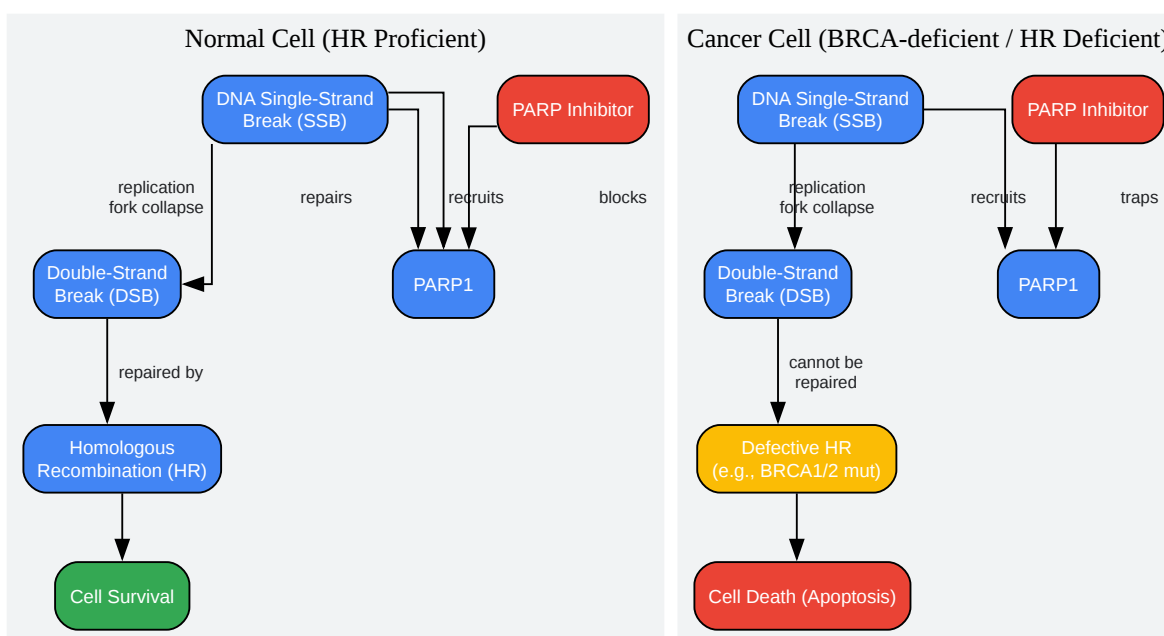 Normal Cell (HR Proficient)
DNA Single-Strand
Break (SSB)
PARP Inhibitor
replication
fork collapse
repairs
recruits
blocks
Double-Strand
Break (DSB)
PARP1
repaired by
Homologous
Recombination (HR)
Cell Survival
Cancer Cell (BRCA-deficient / HR Deficient)
DNA Single-Strand
Break (SSB)
PARP Inhibitor
replication
fork collapse
recruits
traps
Double-Strand
Break (DSB)
PARP1
cannot be
repaired
Defective HR
(e.g., BRCA1/2 mut)
Cell Death (Apoptosis)